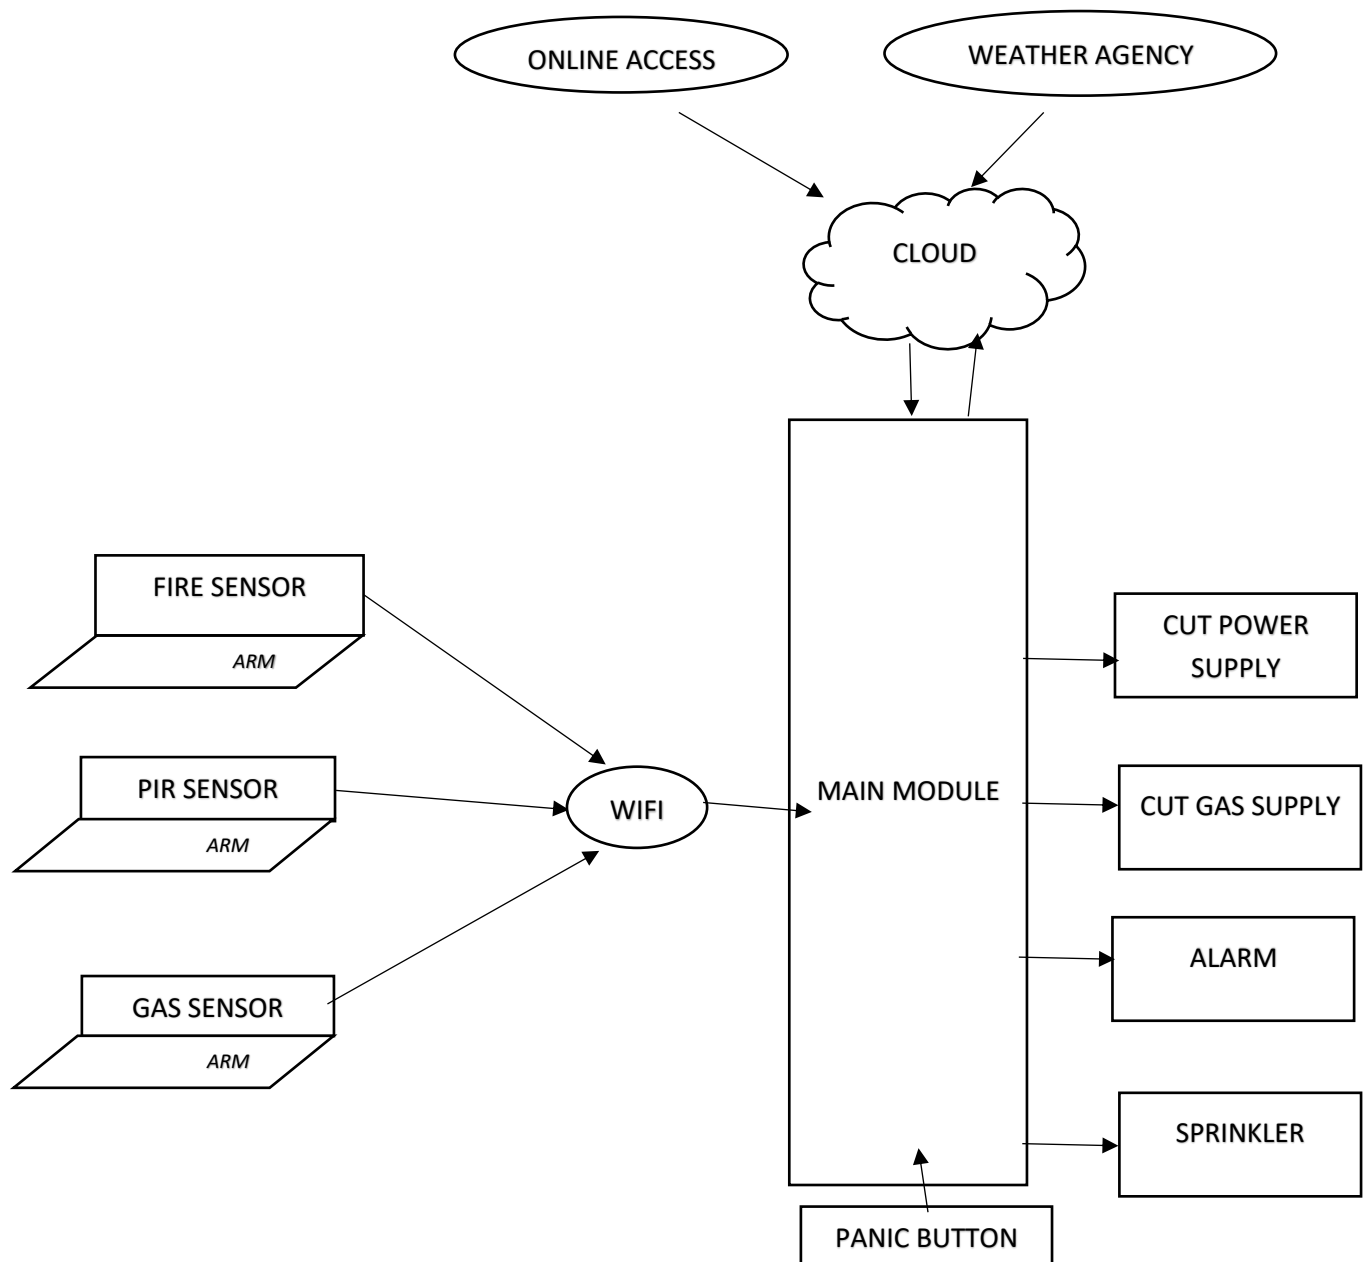 ONLINE ACCESS
WEATHER AGENCY
CLOUD
FIRE SENSOR
ARM
CUT POWER
SUPPLY
PIR SENSOR
ARM
WIFI
MAIN MODULE
CUT GAS SUPPLY
ALARM
GAS SENSOR
ARM
SPRINKLER
PANIC BUTTON